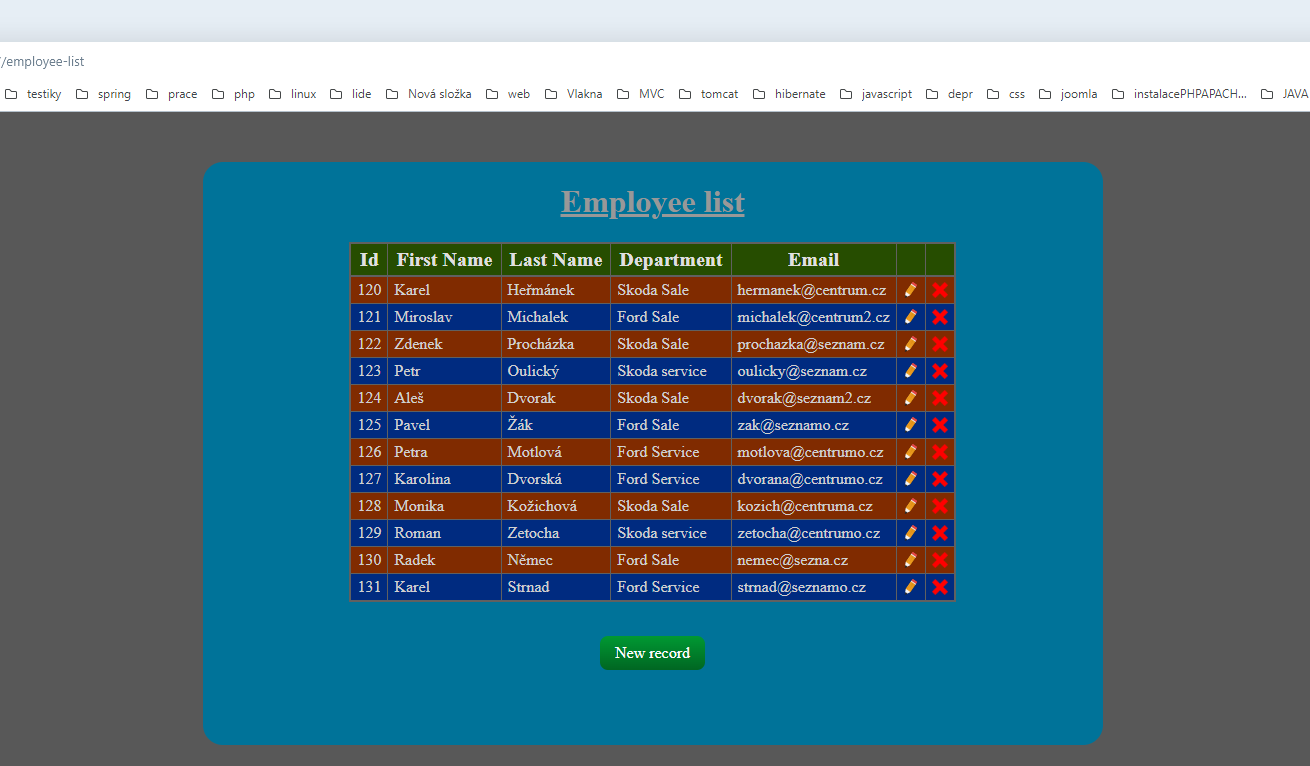 /employee-list
testiky spring prace php linux lide Nová složka web Vlakna MVC tomcat hibernate javascript depr css joomla instalacePHPAPACH... JAVA
Employee list
Id First Name Last Name Department Email
120 Karel Heřmánek Skoda Sale hermanek@centrum.cz
121 Miroslav Michalek Ford Sale michalek@centrum2.cz
122 Zdenek Procházka Skoda Sale prochazka@seznam.cz
123 Petr Oulický Skoda service oulicky@seznam.cz
124 Aleš Dvorak Skoda Sale dvorak@seznam2.cz
125 Pavel Žák Ford Sale zak@seznamo.cz
126 Petra Motlová Ford Service motlova@centrumo.cz
127 Karolina Dvorská Ford Service dvorana@centrumo.cz
128 Monika Kožichová Skoda Sale kozich@centruma.cz
129 Roman Zetocha Skoda service zetocha@centrumo.cz
130 Radek Němec Ford Sale nemec@sezna.cz
131 Karel Strnad Ford Service strnad@seznamo.cz
New record